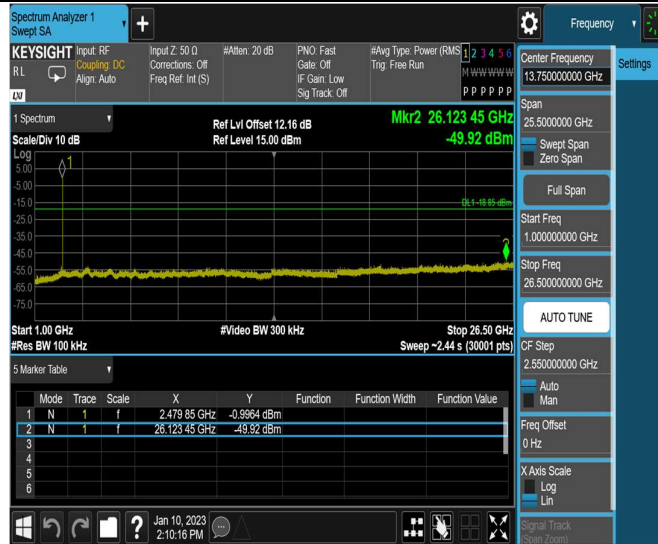 Spectrum Analyzer 1
Swept SA
Frequency
KEYSIGHT
RL
LXI
Input: RF
Coupling: DC
Align: Auto
Input Z: 50 Ω
Corrections: Off
Freq Ref: Int (S)
#Atten: 20 dB
PNO: Fast
Gate: Off
IF Gain: Low
Sig Track: Off
#Avg Type: Power (RMS
Trig: Free Run
1 2 3 4 5 6
M W W W W W
P P P P P P
Center Frequency
13.750000000 GHz
Settings
Span
25.5000000 GHz
Swept Span
Zero Span
Full Span
Start Freq
1.000000000 GHz
Stop Freq
26.500000000 GHz
AUTO TUNE
CF Step
2.550000000 GHz
Auto
Man
Freq Offset
0 Hz
X Axis Scale
Log
Lin
Signal Track
(Span Zoom)
1 Spectrum
Scale/Div 10 dB
Ref Lvl Offset 12.16 dB
Ref Level 15.00 dBm
Mkr2 26.123 45 GHz
-49.92 dBm
Log
5.00
-5.00
-15.0
-25.0
-35.0
-45.0
-55.0
-65.0
-75.0
1
DL1 -18.85 dBm
2
Start 1.00 GHz
#Res BW 100 kHz
#Video BW 300 kHz
Stop 26.50 GHz
Sweep ~2.44 s (30001 pts)
5 Marker Table
Mode Trace Scale X Y Function Function Width Function Value
1 N 1 f 2.479 85 GHz -0.9964 dBm
2 N 1 f 26.123 45 GHz -49.92 dBm
3
4
5
6
?
Jan 10, 2023
2:10:16 PM